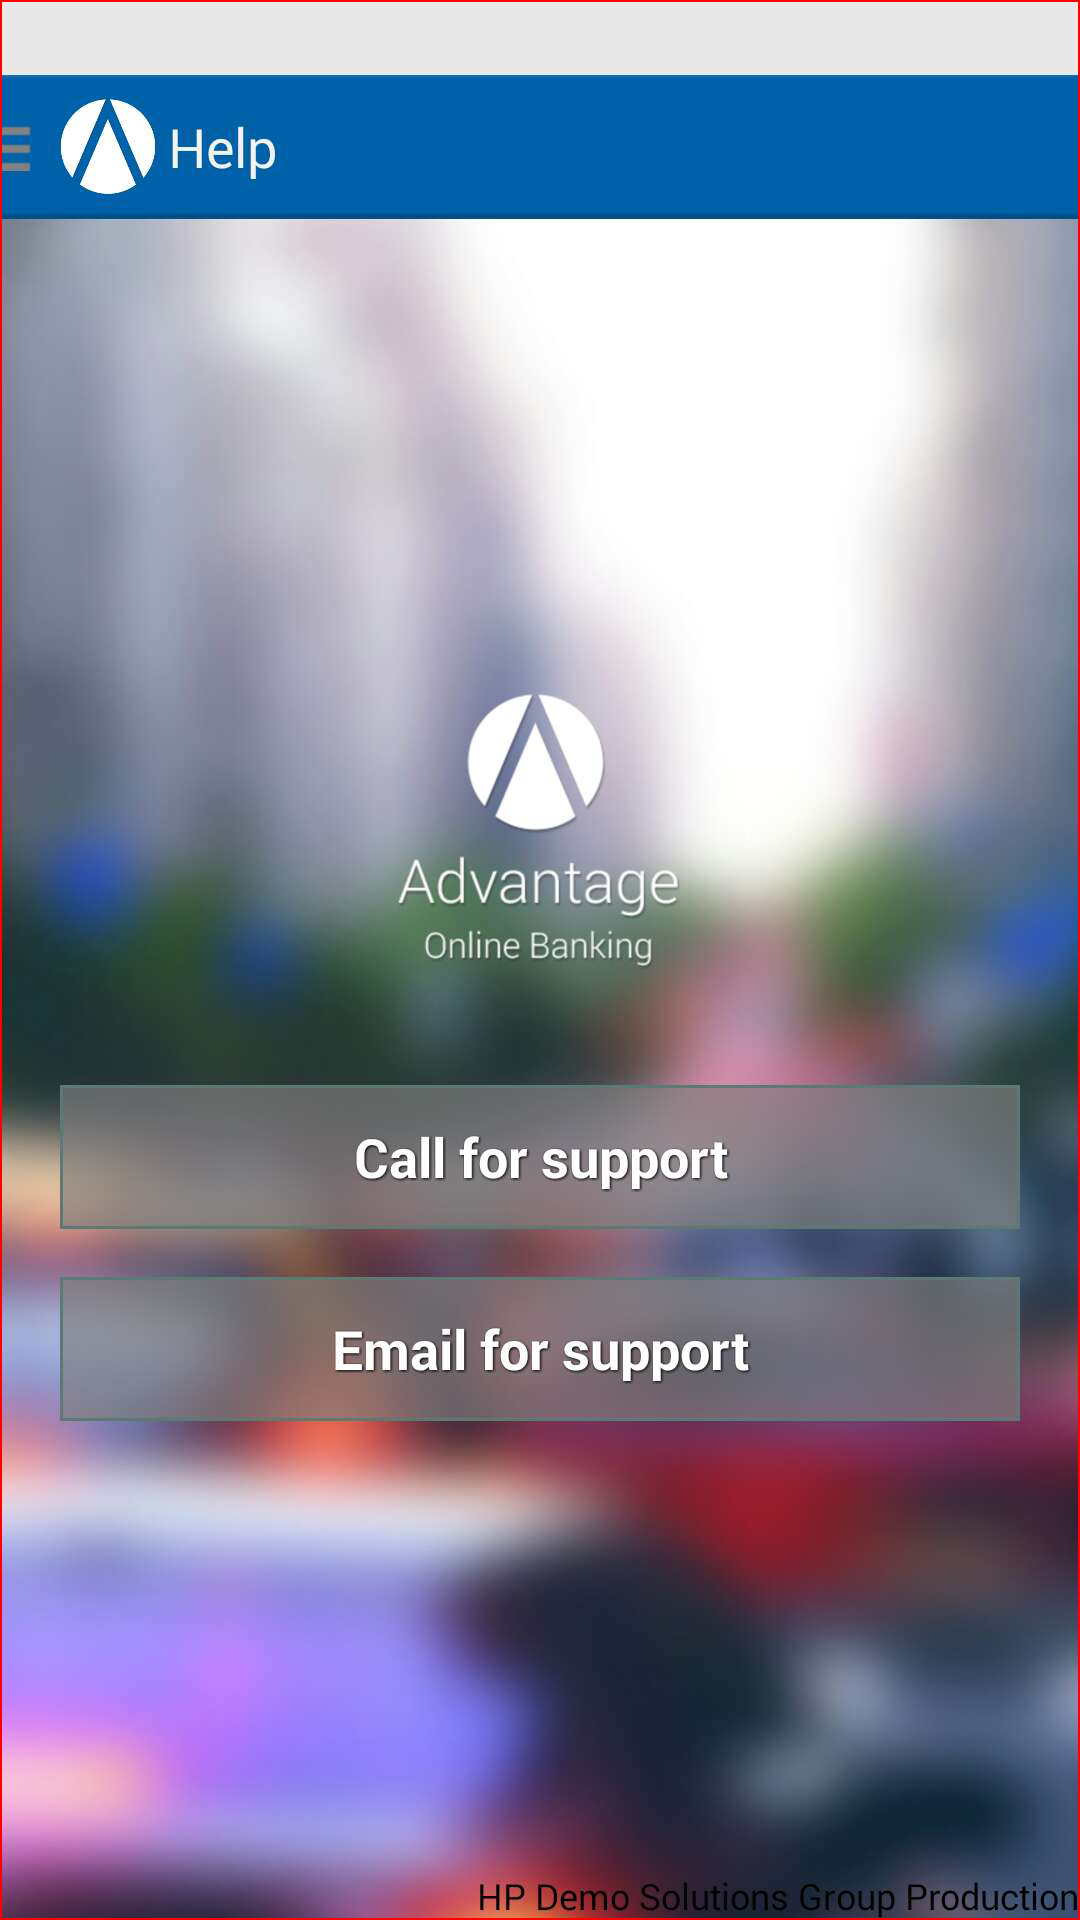 Help
Advantage
Online Banking
Call for support
Email for support
HP Demo Solutions Group Production